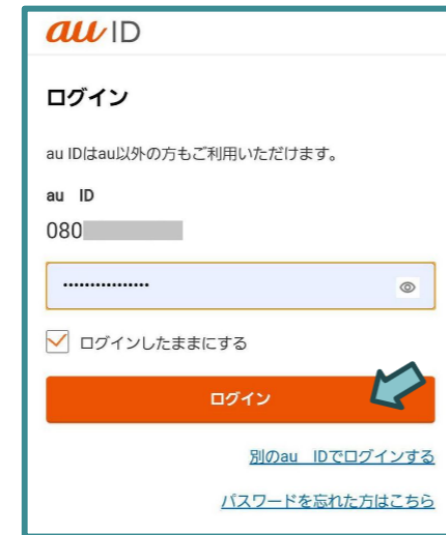 au ID
ログイン
au IDはau以外の方もご利用いただけます。
au ID
080
••••••••••••••••
ログインしたままにする
ログイン
別のau IDでログインする
パスワードを忘れた方はこちら